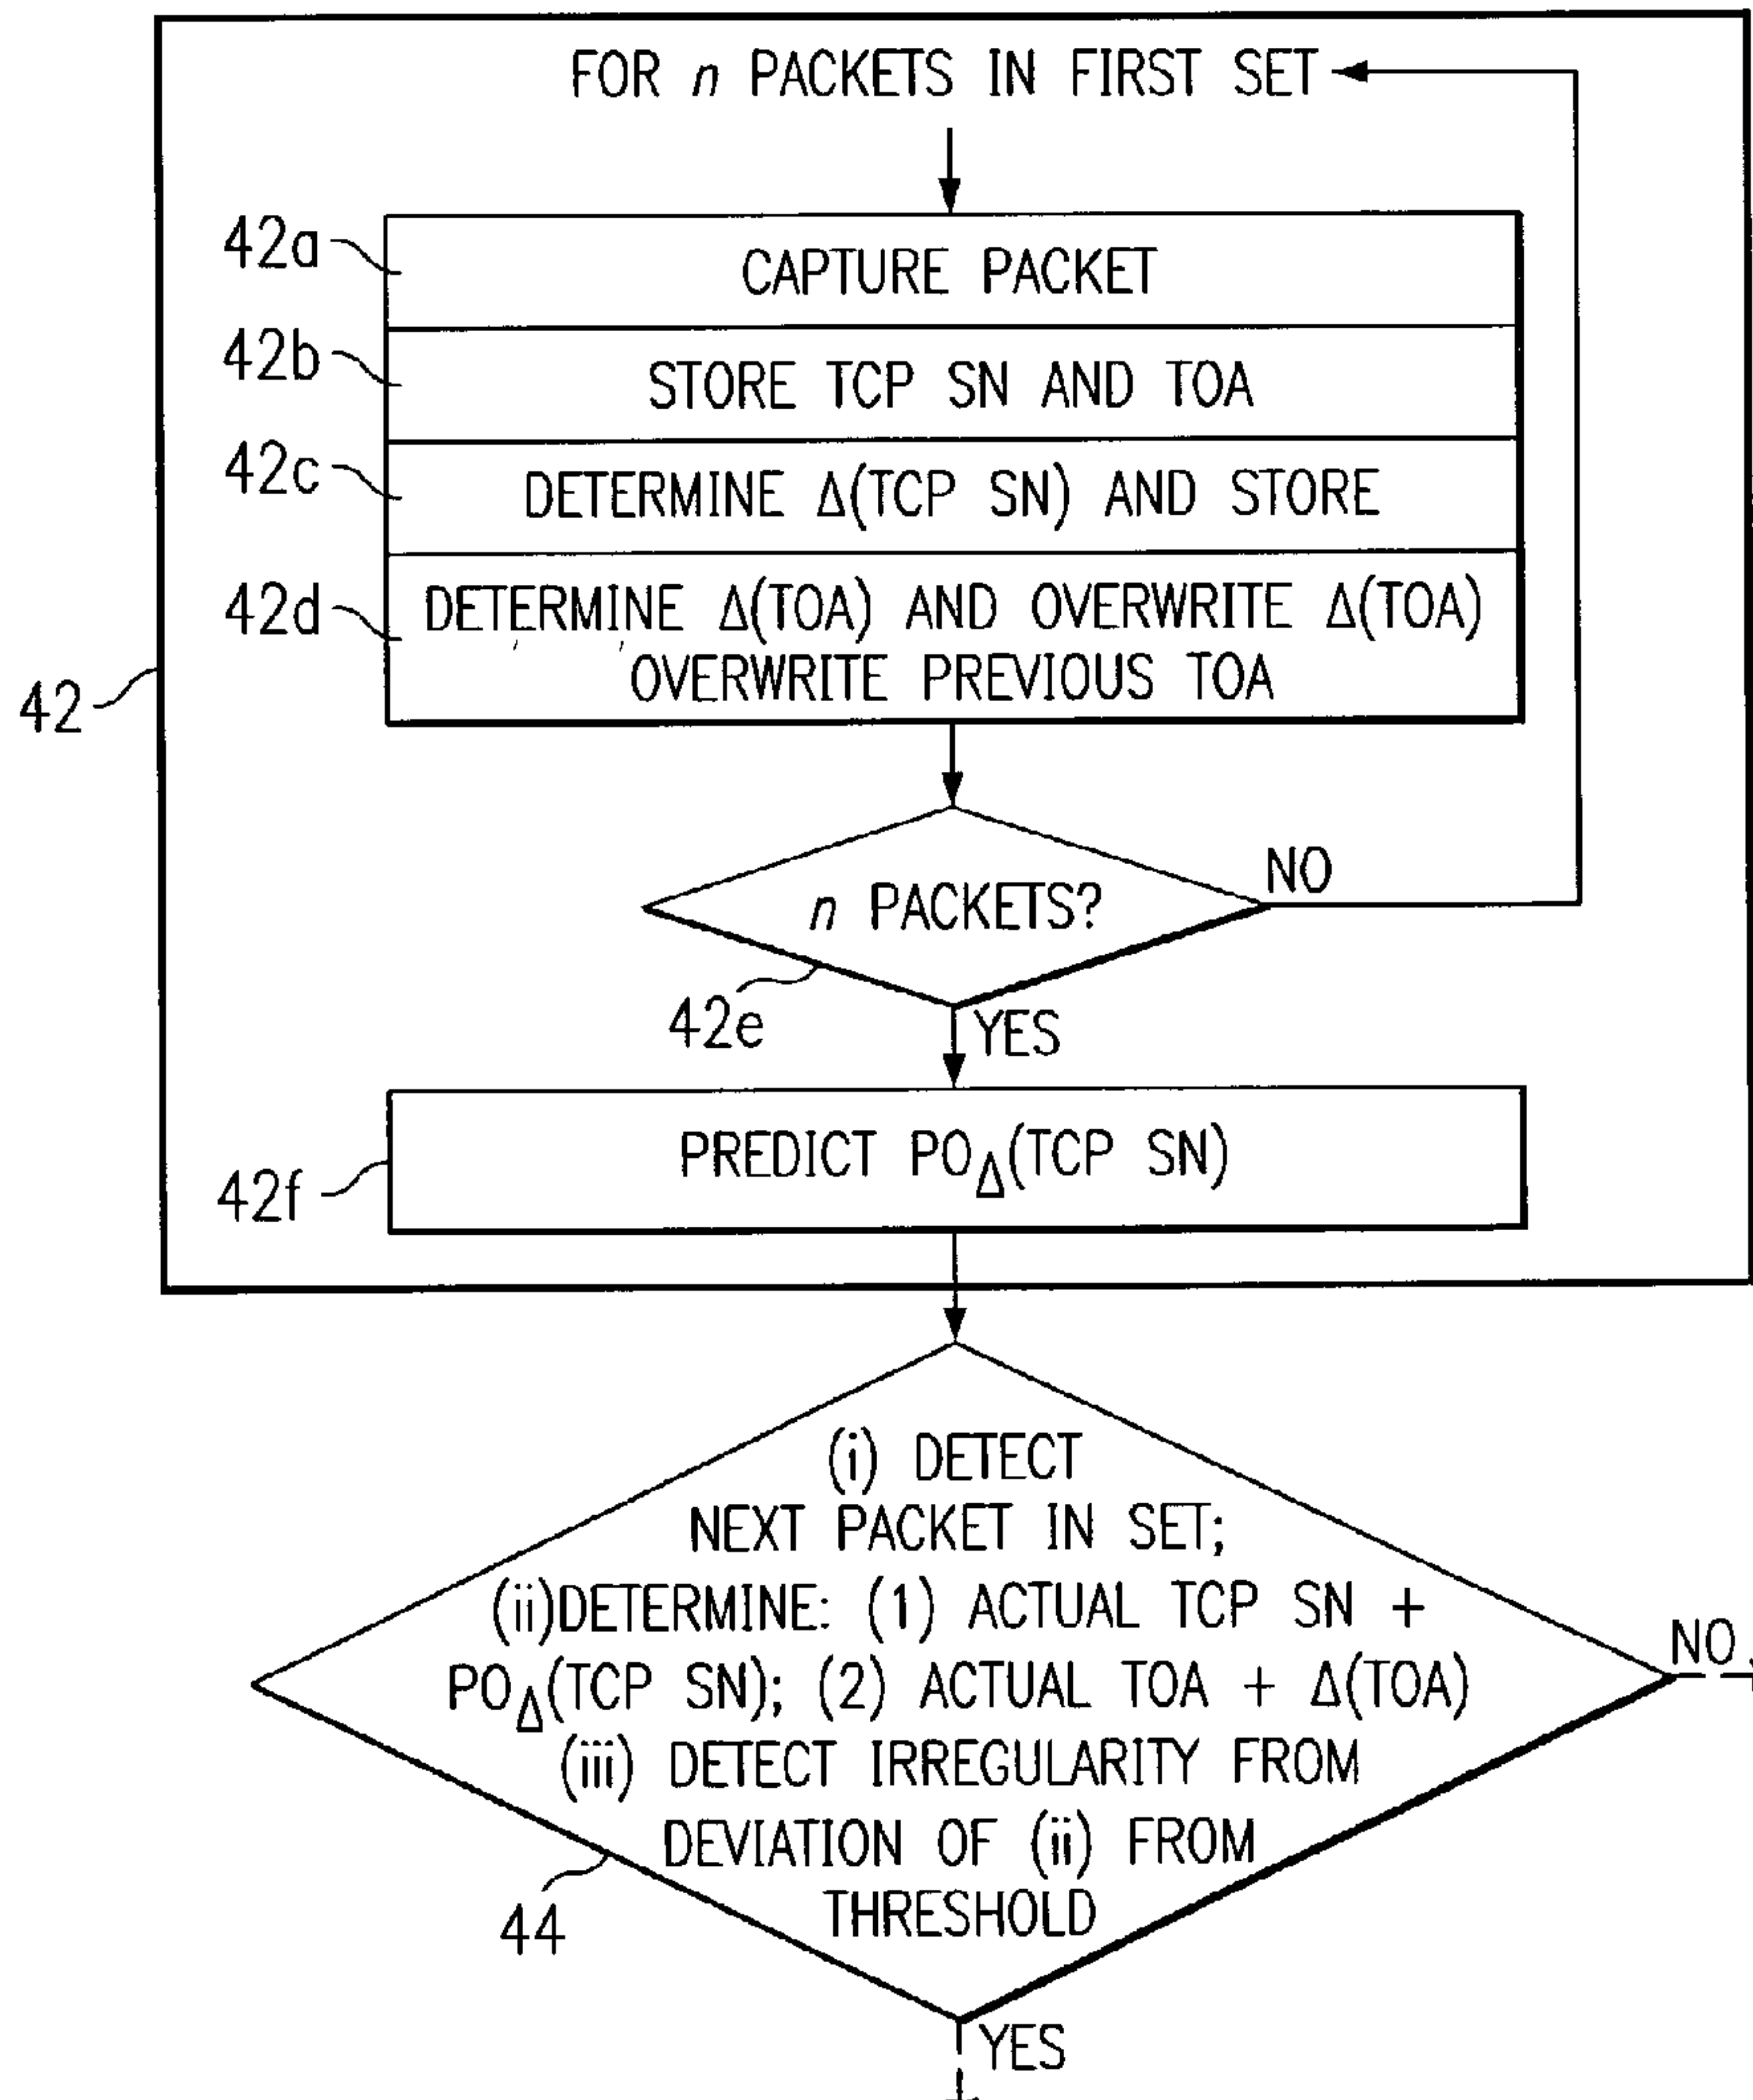 FOR n PACKETS IN FIRST SET
42a
CAPTURE PACKET
42b
STORE TCP SN AND TOA
42c
DETERMINE Δ(TCP SN) AND STORE
42d
DETERMINE Δ(TOA) AND OVERWRITE Δ(TOA)
OVERWRITE PREVIOUS TOA
42
n PACKETS?
NO
42e
YES
PREDICT PO_Δ(TCP SN)
42f
(i) DETECT
NEXT PACKET IN SET;
(ii)DETERMINE: (1) ACTUAL TCP SN +
PO_Δ(TCP SN); (2) ACTUAL TOA + Δ(TOA)
NO
(iii) DETECT IRREGULARITY FROM
DEVIATION OF (ii) FROM
THRESHOLD
44
YES